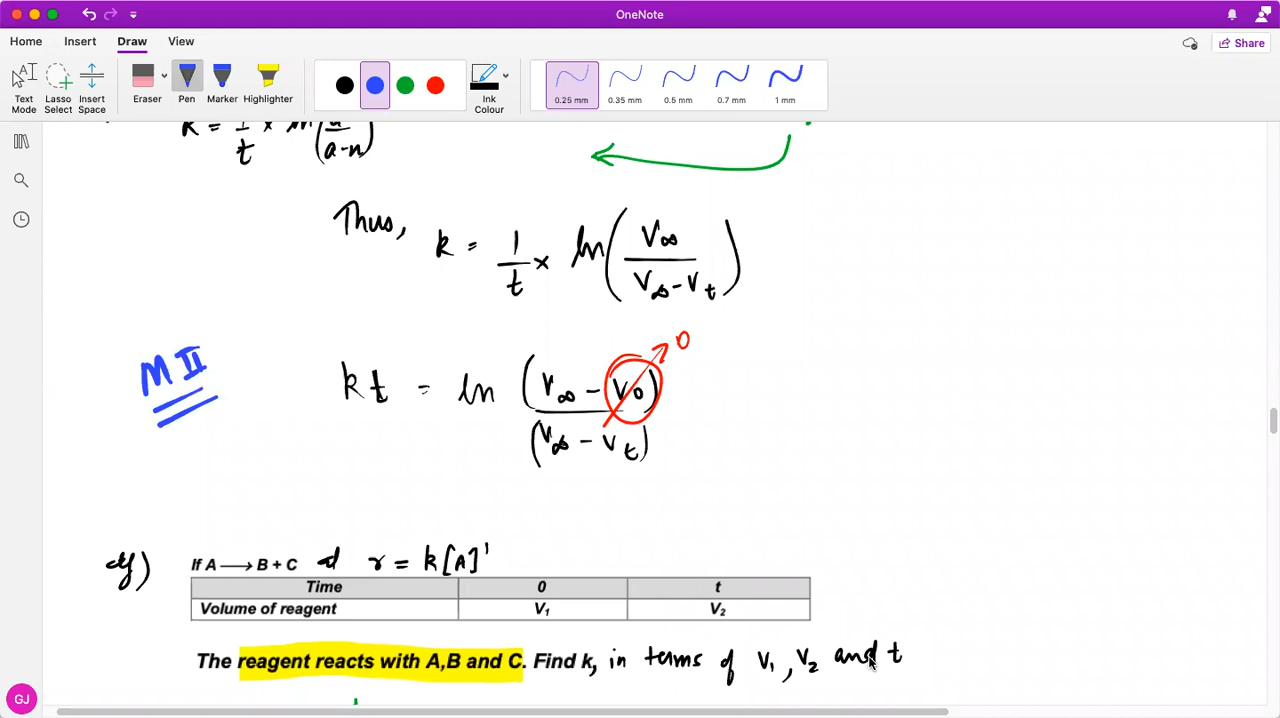 OneNote
Home Insert Draw View
Share
Text Mode
Lasso Select
Insert Space
Eraser
Pen
Marker
Highlighter
Ink Colour
0.25 mm
0.35 mm
0.5 mm
0.7 mm
1 mm
k = 1/t × ln(a/(a-n))
Thus, k = 1/t × ln(V∞/(V∞-Vt))
0
M II
kt = ln (V∞ - V0)/(V∞ - Vt)
If A ⟶ B + C r = k[A]¹
Time 0 t
Volume of reagent V₁ V₂
The reagent reacts with A,B and C. Find k, in terms of V₁, V₂ and t
GJ